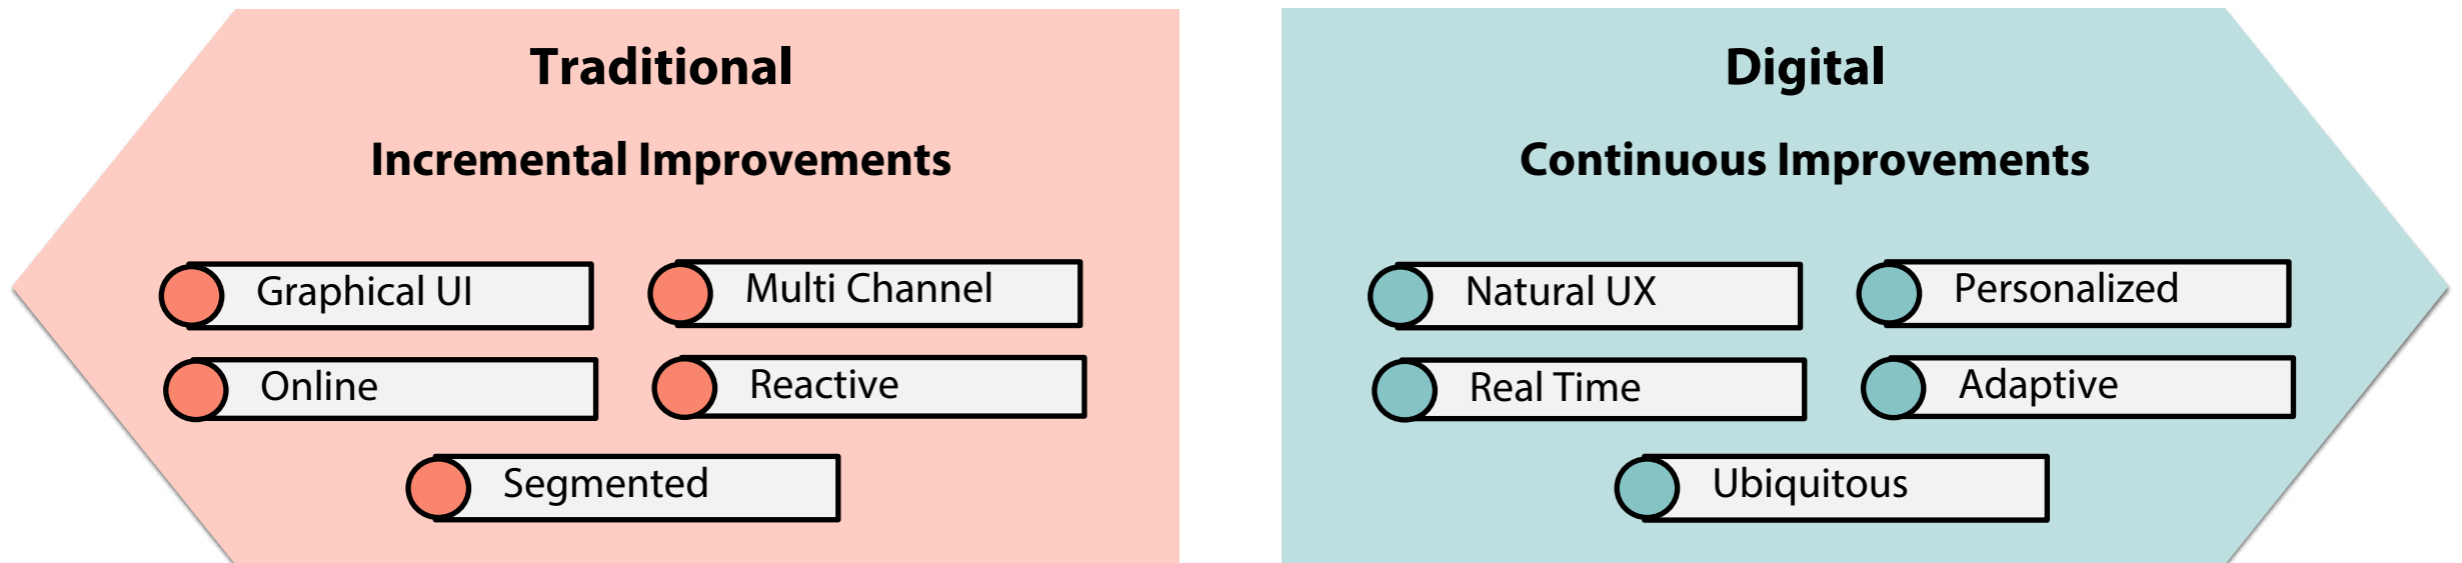 Traditional
Incremental Improvements
Graphical UI
Multi Channel
Online
Reactive
Segmented
Digital
Continuous Improvements
Natural UX
Personalized
Real Time
Adaptive
Ubiquitous